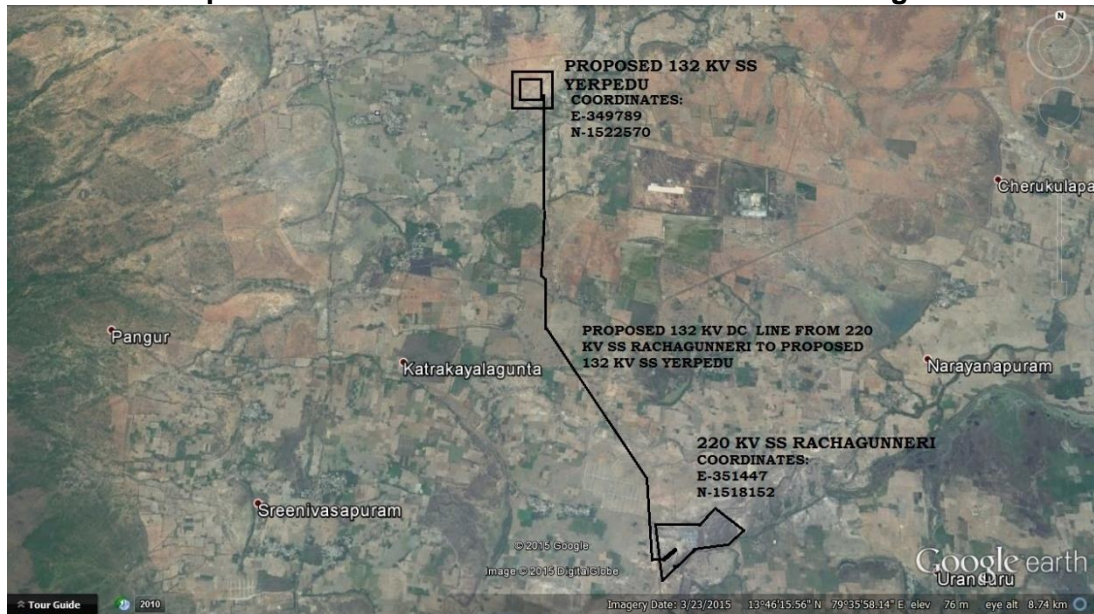 N
PROPOSED 132 KV SS
YERPEDU
COORDINATES:
E-349789
N-1522570
Cherukulapa
PROPOSED 132 KV DC LINE FROM 220
KV SS RACHAGUNNERI TO PROPOSED
132 KV SS YERPEDU
Pangur
Katrakayalagunta
Narayanapuram
220 KV SS RACHAGUNNERI
COORDINATES:
E-351447
N-1518152
Sreenivasapuram
© 2015 Google
Image © 2015 DigitalGlobe
Google earth
Tour Guide
2010
Imagery Date: 3/23/2015 13°46'15.56" N 79°35'58.14" E elev 76 m eye alt 8.74 km